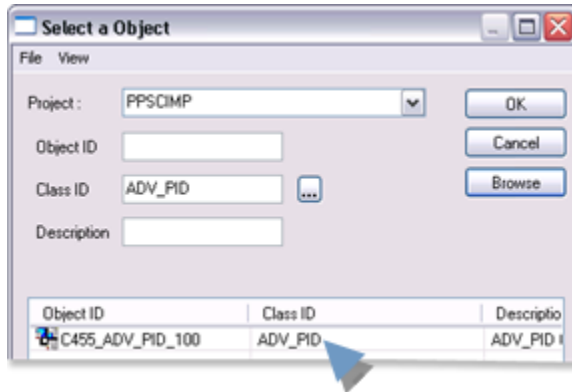 Select a Object
File View
Project : PPSCIMP OK
Object ID Cancel
Class ID ADV_PID ... Browse
Description
Object ID Class ID Descriptio
C455_ADV_PID_100 ADV_PID ADV_PID